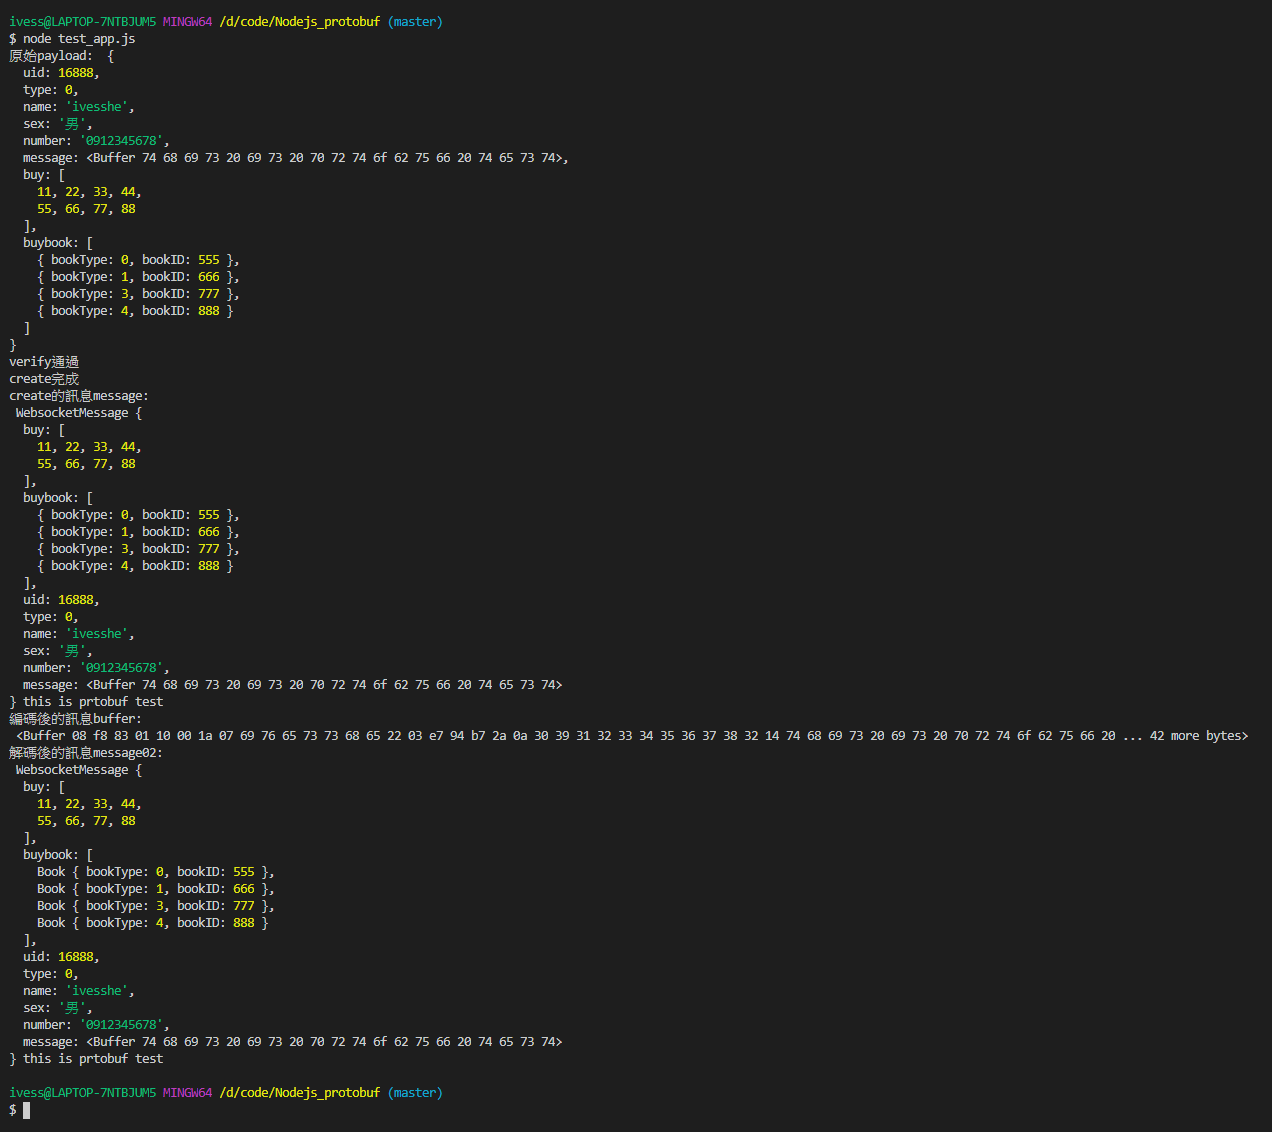 ivess@LAPTOP-7NTBJUM5 MINGW64 /d/code/Nodejs_protobuf (master)
$ node test_app.js
原始payload:  {
  uid: 16888,
  type: 0,
  name: 'ivesshe',
  sex: '男',
  number: '0912345678',
  message: <Buffer 74 68 69 73 20 69 73 20 70 72 74 6f 62 75 66 20 74 65 73 74>,
  buy: [
    11, 22, 33, 44,
    55, 66, 77, 88
  ],
  buybook: [
    { bookType: 0, bookID: 555 },
    { bookType: 1, bookID: 666 },
    { bookType: 3, bookID: 777 },
    { bookType: 4, bookID: 888 }
  ]
}
verify通過
create完成
create的訊息message:
 WebsocketMessage {
  buy: [
    11, 22, 33, 44,
    55, 66, 77, 88
  ],
  buybook: [
    { bookType: 0, bookID: 555 },
    { bookType: 1, bookID: 666 },
    { bookType: 3, bookID: 777 },
    { bookType: 4, bookID: 888 }
  ],
  uid: 16888,
  type: 0,
  name: 'ivesshe',
  sex: '男',
  number: '0912345678',
  message: <Buffer 74 68 69 73 20 69 73 20 70 72 74 6f 62 75 66 20 74 65 73 74>
} this is prtobuf test
編碼後的訊息buffer:
 <Buffer 08 f8 83 01 10 00 1a 07 69 76 65 73 73 68 65 22 03 e7 94 b7 2a 0a 30 39 31 32 33 34 35 36 37 38 32 14 74 68 69 73 20 69 73 20 70 72 74 6f 62 75 66 20 ... 42 more bytes>
解碼後的訊息message02:
 WebsocketMessage {
  buy: [
    11, 22, 33, 44,
    55, 66, 77, 88
  ],
  buybook: [
    Book { bookType: 0, bookID: 555 },
    Book { bookType: 1, bookID: 666 },
    Book { bookType: 3, bookID: 777 },
    Book { bookType: 4, bookID: 888 }
  ],
  uid: 16888,
  type: 0,
  name: 'ivesshe',
  sex: '男',
  number: '0912345678',
  message: <Buffer 74 68 69 73 20 69 73 20 70 72 74 6f 62 75 66 20 74 65 73 74>
} this is prtobuf test
ivess@LAPTOP-7NTBJUM5 MINGW64 /d/code/Nodejs_protobuf (master)
$